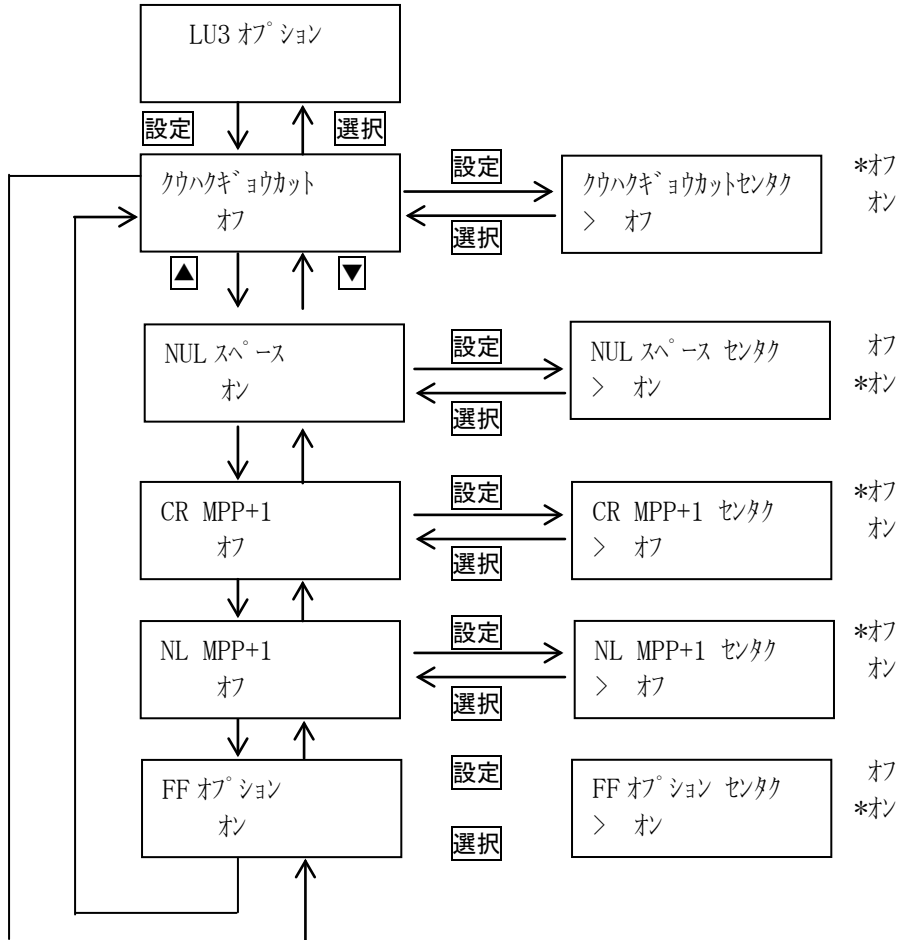 LU3 ｵﾌﾟｼｮﾝ
設定 選択
ｸｳﾊｸｷﾞｮｳｶｯﾄ
ｵﾌ
設定
選択
ｸｳﾊｸｷﾞｮｳｶｯﾄｾﾝﾀｸ
> ｵﾌ
*ｵﾌ
ｵﾝ
▲ ▼
NUL ｽﾍﾟｰｽ
ｵﾝ
設定
選択
NUL ｽﾍﾟｰｽ ｾﾝﾀｸ
> ｵﾝ
ｵﾌ
*ｵﾝ
CR MPP+1
ｵﾌ
設定
選択
CR MPP+1 ｾﾝﾀｸ
> ｵﾌ
*ｵﾌ
ｵﾝ
NL MPP+1
ｵﾌ
設定
選択
NL MPP+1 ｾﾝﾀｸ
> ｵﾌ
*ｵﾌ
ｵﾝ
FF ｵﾌﾟｼｮﾝ
ｵﾝ
設定
選択
FF ｵﾌﾟｼｮﾝ ｾﾝﾀｸ
> ｵﾝ
ｵﾌ
*ｵﾝ